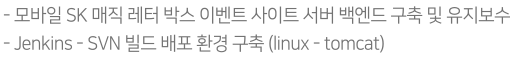 - 모바일 SK 매직 레터 박스 이벤트 사이트 서버 백엔드 구축 및 유지보수
- Jenkins - SVN 빌드 배포 환경 구축 (linux - tomcat)